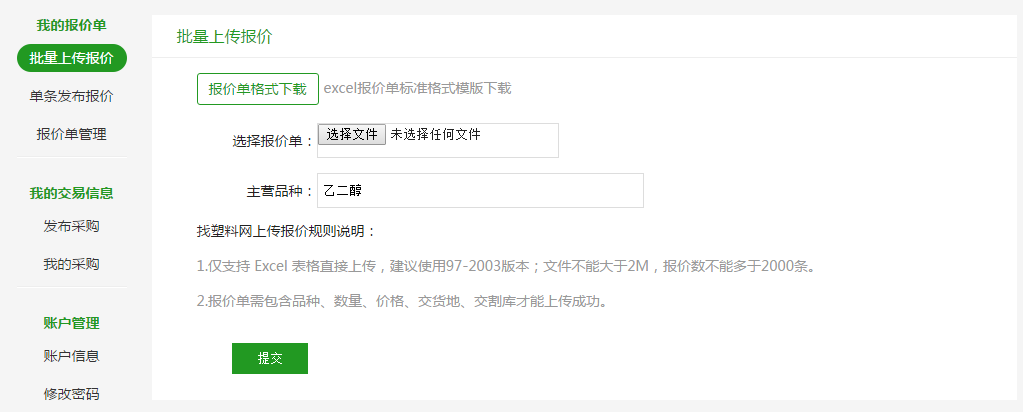 我的报价单
批量上传报价
单条发布报价
报价单管理
我的交易信息
发布采购
我的采购
账户管理
账户信息
修改密码
批量上传报价
报价单格式下载 excel报价单标准格式模版下载
选择报价单： 选择文件 未选择任何文件
主营品种： 乙二醇
找塑料网上传报价规则说明：
1.仅支持 Excel 表格直接上传，建议使用97-2003版本；文件不能大于2M，报价数不能多于2000条。
2.报价单需包含品种、数量、价格、交货地、交割库才能上传成功。
提交